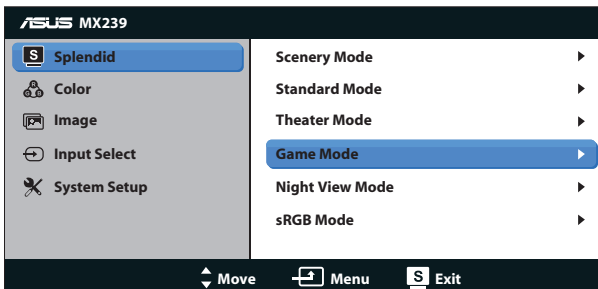 ASUS MX239
S Splendid
Color
Image
Input Select
System Setup
Scenery Mode
Standard Mode
Theater Mode
Game Mode
Night View Mode
sRGB Mode
Move Menu S Exit